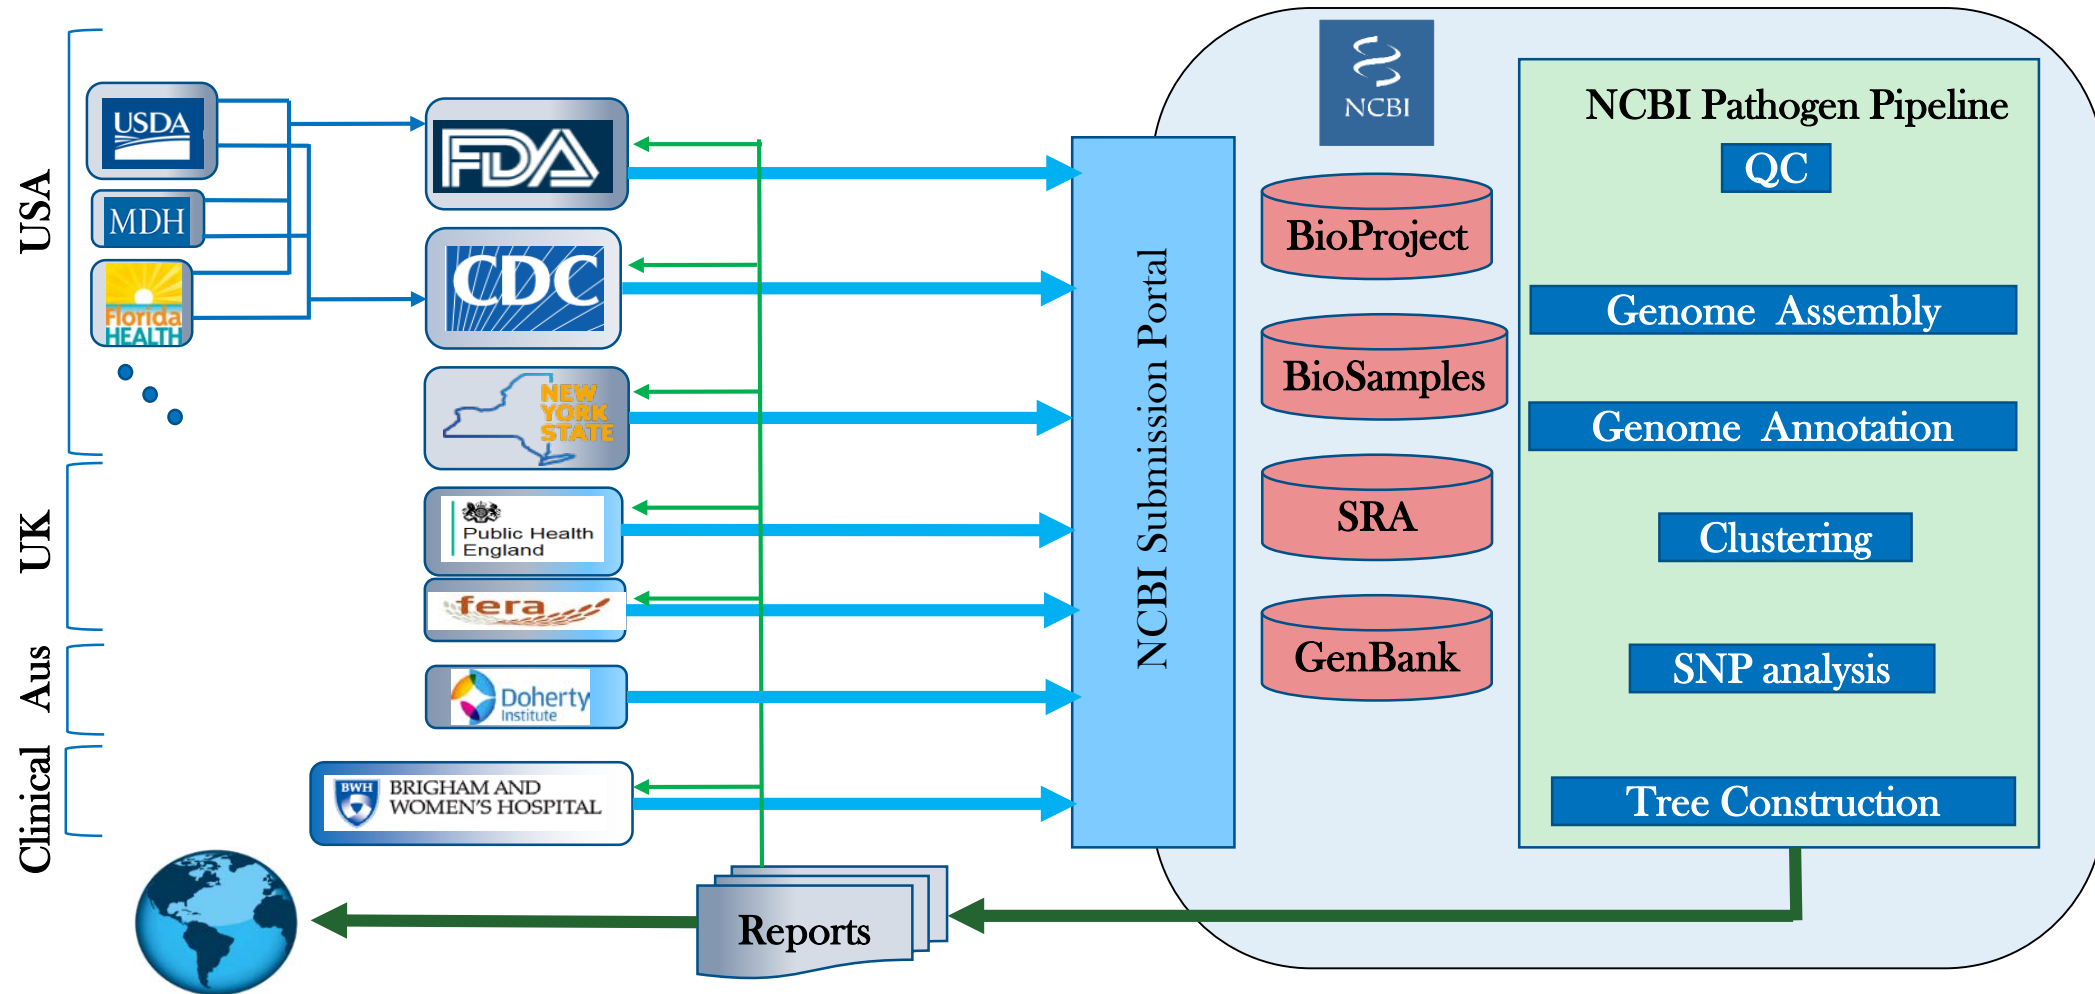 USA
USDA
MDH
Florida
HEALTH
FDA
CDC
NEW
YORK
STATE
UK
Public Health
England
fera
Aus
Doherty
Institute
Clinical
BWH
BRIGHAM AND
WOMEN'S HOSPITAL
Reports
NCBI Submission Portal
NCBI
BioProject
BioSamples
SRA
GenBank
NCBI Pathogen Pipeline
QC
Genome Assembly
Genome Annotation
Clustering
SNP analysis
Tree Construction